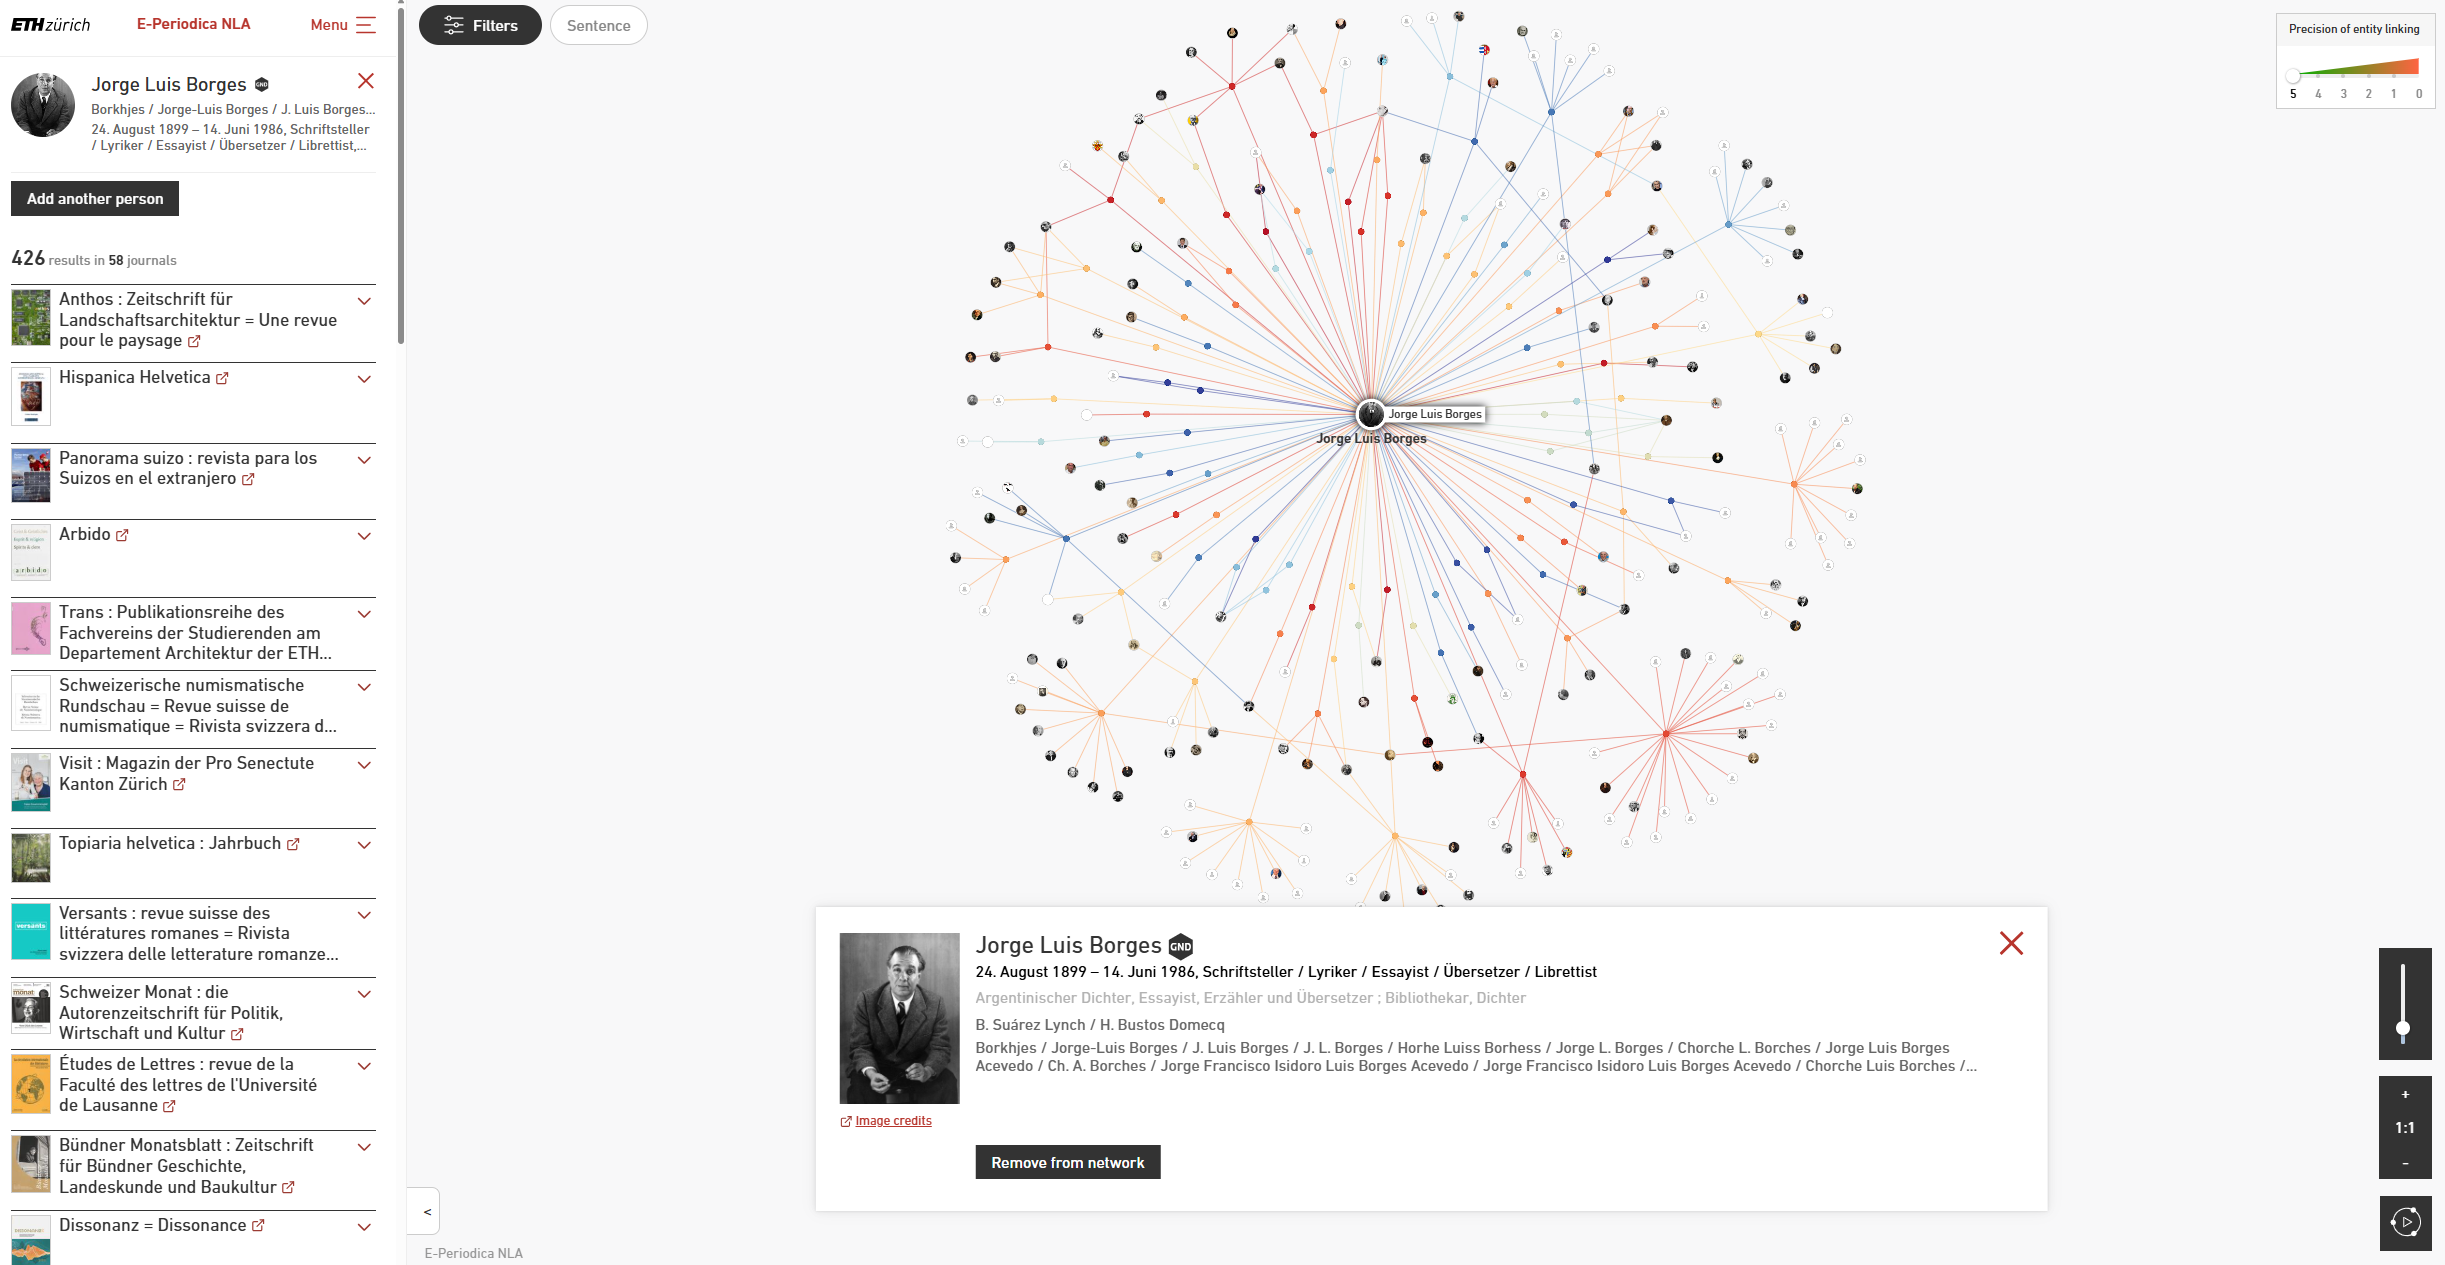 ETH zürich
E-Periodica NLA
Menu
Jorge Luis Borges GND
Borkhjes / Jorge-Luis Borges / J. Luis Borges...
24. August 1899 – 14. Juni 1986, Schriftsteller
/ Lyriker / Essayist / Übersetzer / Librettist,...
Add another person
426 results in 58 journals
Anthos : Zeitschrift für
Landschaftsarchitektur = Une revue
pour le paysage
Hispanica Helvetica
Panorama suizo : revista para los
Suizos en el extranjero
Arbido
Trans : Publikationsreihe des
Fachvereins der Studierenden am
Departement Architektur der ETH...
Schweizerische numismatische
Rundschau = Revue suisse de
numismatique = Rivista svizzera d...
Visit : Magazin der Pro Senectute
Kanton Zürich
Topiaria helvetica : Jahrbuch
Versants : revue suisse des
littératures romanes = Rivista
svizzera delle letterature romanze...
Schweizer Monat : die
Autorenzeitschrift für Politik,
Wirtschaft und Kultur
Études de Lettres : revue de la
Faculté des lettres de l'Université
de Lausanne
Bündner Monatsblatt : Zeitschrift
für Bündner Geschichte,
Landeskunde und Baukultur
Dissonanz = Dissonance
Filters
Sentence
Precision of entity linking
5 4 3 2 1 0
Jorge Luis Borges
Jorge Luis Borges
Jorge Luis Borges GND
24. August 1899 – 14. Juni 1986, Schriftsteller / Lyriker / Essayist / Übersetzer / Librettist
Argentinischer Dichter, Essayist, Erzähler und Übersetzer ; Bibliothekar, Dichter
B. Suárez Lynch / H. Bustos Domecq
Borkhjes / Jorge-Luis Borges / J. Luis Borges / J. L. Borges / Horhe Luiss Borhess / Jorge L. Borges / Chorche L. Borches / Jorge Luis Borges
Acevedo / Ch. A. Borches / Jorge Francisco Isidoro Luis Borges Acevedo / Jorge Francisco Isidoro Luis Borges Acevedo / Chorche Luis Borches /...
Image credits
Remove from network
+
1:1
-
<
E-Periodica NLA